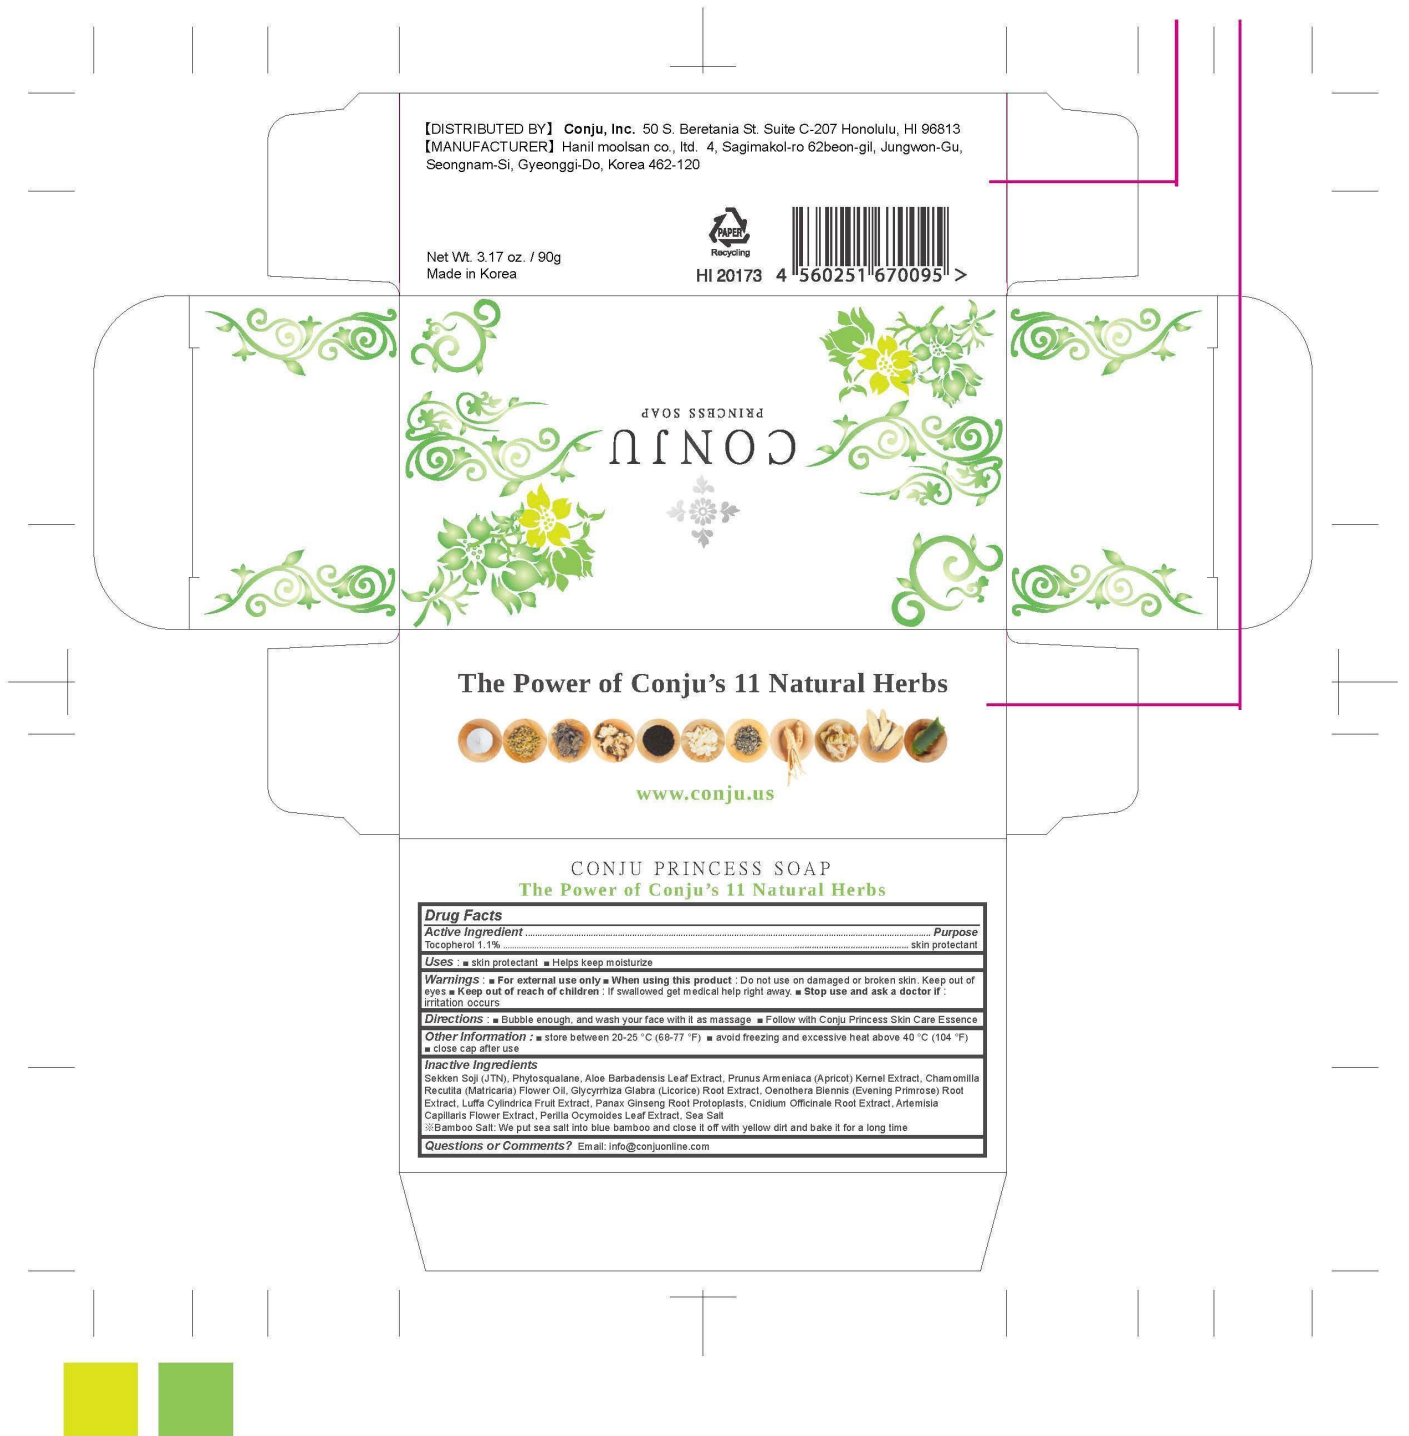 【DISTRIBUTED BY】 Conju, Inc. 50 S. Beretania St. Suite C-207 Honolulu, HI 96813
【MANUFACTURER】 Hanil moolsan co., ltd. 4, Sagimakol-ro 62beon-gil, Jungwon-Gu,
Seongnam-Si, Gyeonggi-Do, Korea 462-120
Net Wt. 3.17 oz. / 90g
Made in Korea
PAPER
Recycling
HI 20173
4 560251 670095 >
CONJU
PRINCESS SOAP
The Power of Conju's 11 Natural Herbs
www.conju.us
CONJU PRINCESS SOAP
The Power of Conju's 11 Natural Herbs
Drug Facts
Active Ingredient ........ Purpose
Tocopherol 1.1% ........ skin protectant
Uses : ■ skin protectant ■ Helps keep moisturize
Warnings : ■ For external use only ■ When using this product : Do not use on damaged or broken skin. Keep out of
eyes ■ Keep out of reach of children : If swallowed get medical help right away. ■ Stop use and ask a doctor if :
irritation occurs
Directions : ■ Bubble enough, and wash your face with it as massage ■ Follow with Conju Princess Skin Care Essence
Other Information : ■ store between 20-25 °C (68-77 °F) ■ avoid freezing and excessive heat above 40 °C (104 °F)
■ close cap after use
Inactive Ingredients
Sekken Soji (JTN), Phytosqualane, Aloe Barbadensis Leaf Extract, Prunus Armeniaca (Apricot) Kernel Extract, Chamomilla
Recutita (Matricaria) Flower Oil, Glycyrrhiza Glabra (Licorice) Root Extract, Oenothera Biennis (Evening Primrose) Root
Extract, Luffa Cylindrica Fruit Extract, Panax Ginseng Root Protoplasts, Cnidium Officinale Root Extract, Artemisia
Capillaris Flower Extract, Perilla Ocymoides Leaf Extract, Sea Salt
※Bamboo Salt: We put sea salt into blue bamboo and close it off with yellow dirt and bake it for a long time
Questions or Comments? Email: info@conjuonline.com